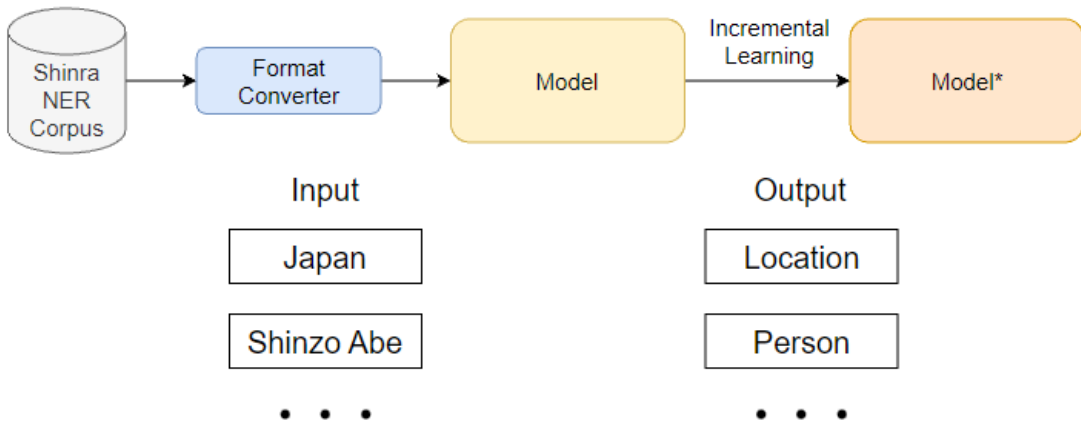 Shinra
NER
Corpus
Format
Converter
Model
Incremental
Learning
Model*
Input
Output
Japan
Location
Shinzo Abe
Person
• • •
• • •